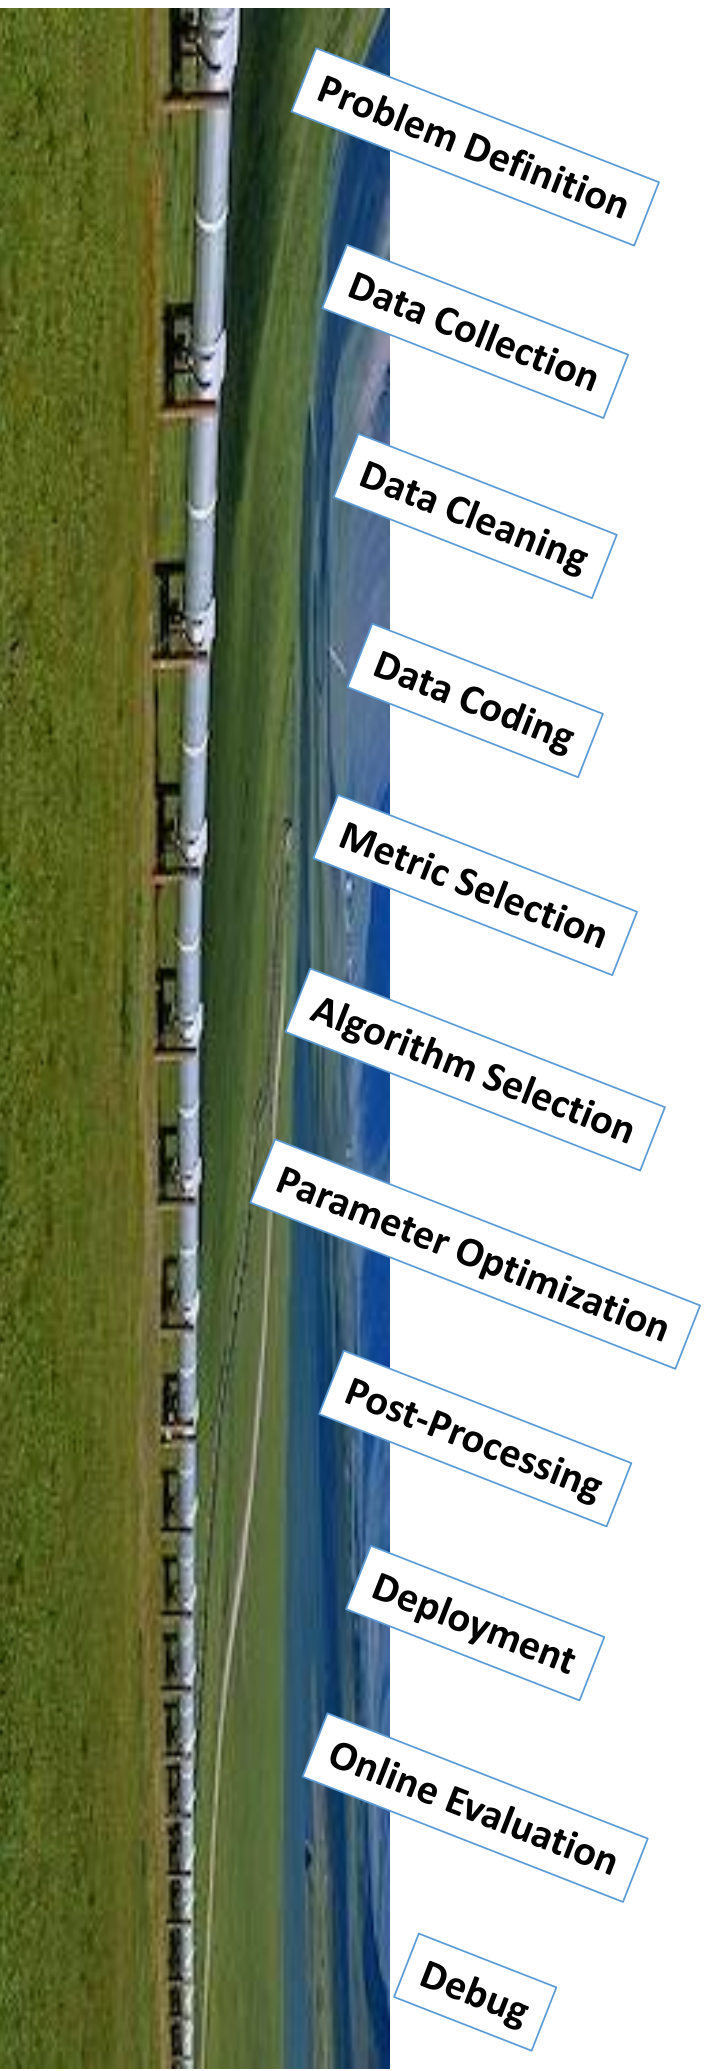 Problem Definition
Data Collection
Data Cleaning
Data Coding
Metric Selection
Algorithm Selection
Parameter Optimization
Post-Processing
Deployment
Online Evaluation
Debug